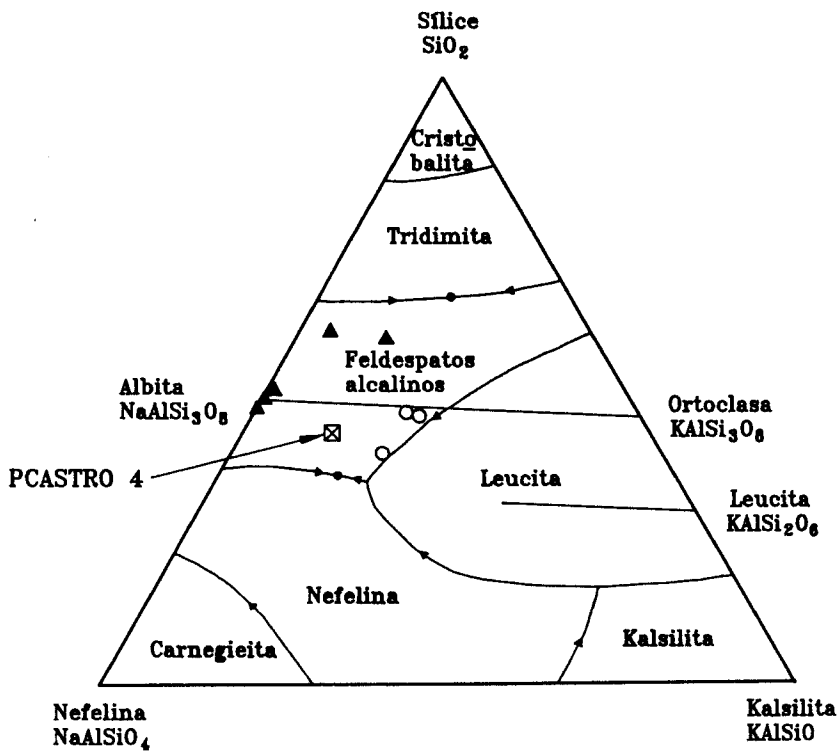 Sílice
SiO₂
Cristo
balita
Tridimita
Feldespatos
alcalinos
Albita
NaAlSi₃O₈
Ortoclasa
KAlSi₃O₈
PCASTRO 4
Leucita
Leucita
KAlSi₂O₆
Nefelina
Carnegieita
Kalsilita
Nefelina
NaAlSiO₄
Kalsilita
KAlSiO